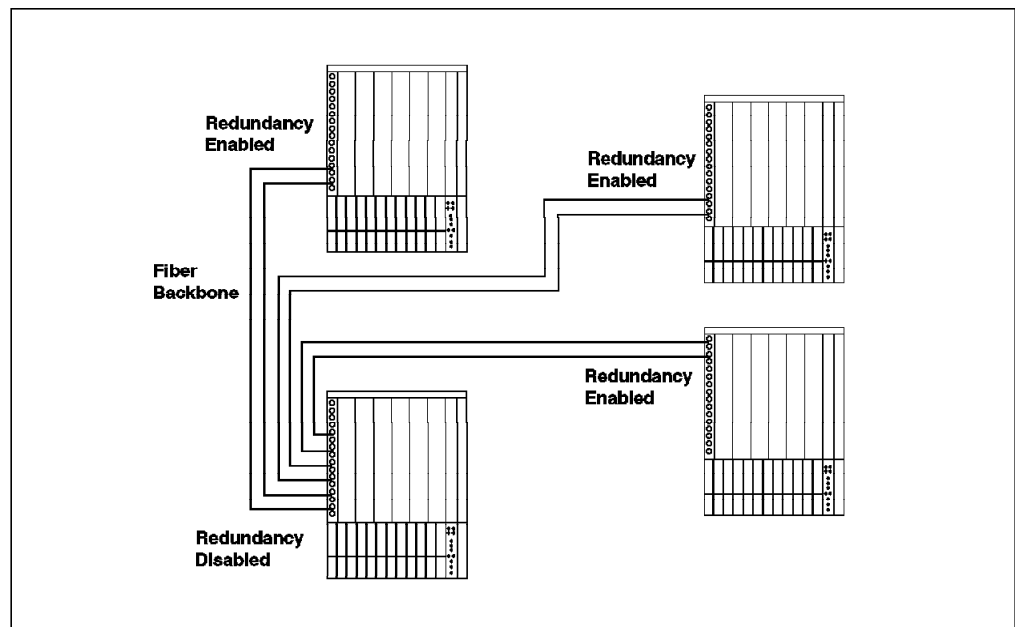 Redundancy
Enabled
Redundancy
Enabled
Fiber
Backbone
Redundancy
Enabled
Redundancy
Disabled